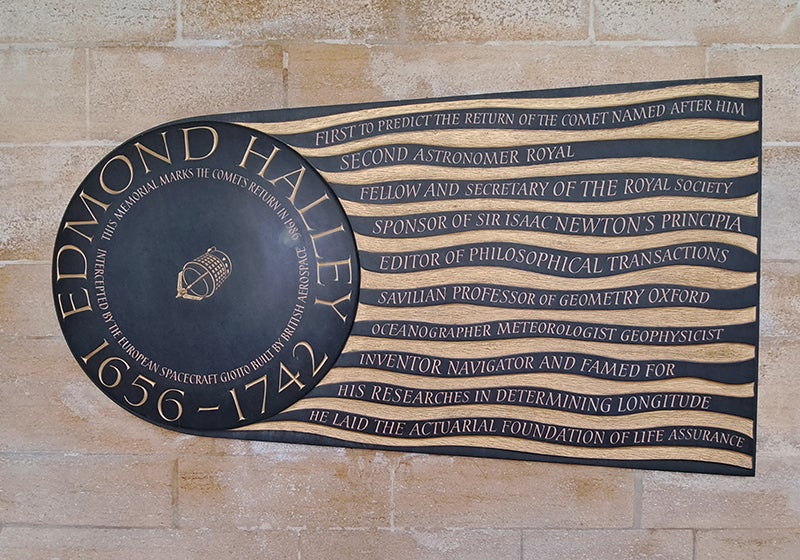 EDMOND HALLEY
1656–1742
THIS MEMORIAL MARKS THE COMET'S RETURN IN 1986
INTERCEPTED BY THE EUROPEAN SPACECRAFT GIOTTO BUILT BY BRITISH AEROSPACE
FIRST TO PREDICT THE RETURN OF THE COMET NAMED AFTER HIM
SECOND ASTRONOMER ROYAL
FELLOW AND SECRETARY OF THE ROYAL SOCIETY
SPONSOR OF SIR ISAAC NEWTON'S PRINCIPIA
EDITOR OF PHILOSOPHICAL TRANSACTIONS
SAVILIAN PROFESSOR OF GEOMETRY OXFORD
OCEANOGRAPHER METEOROLOGIST GEOPHYSICIST
INVENTOR NAVIGATOR AND FAMED FOR
HIS RESEARCHES IN DETERMINING LONGITUDE
HE LAID THE ACTUARIAL FOUNDATION OF LIFE ASSURANCE